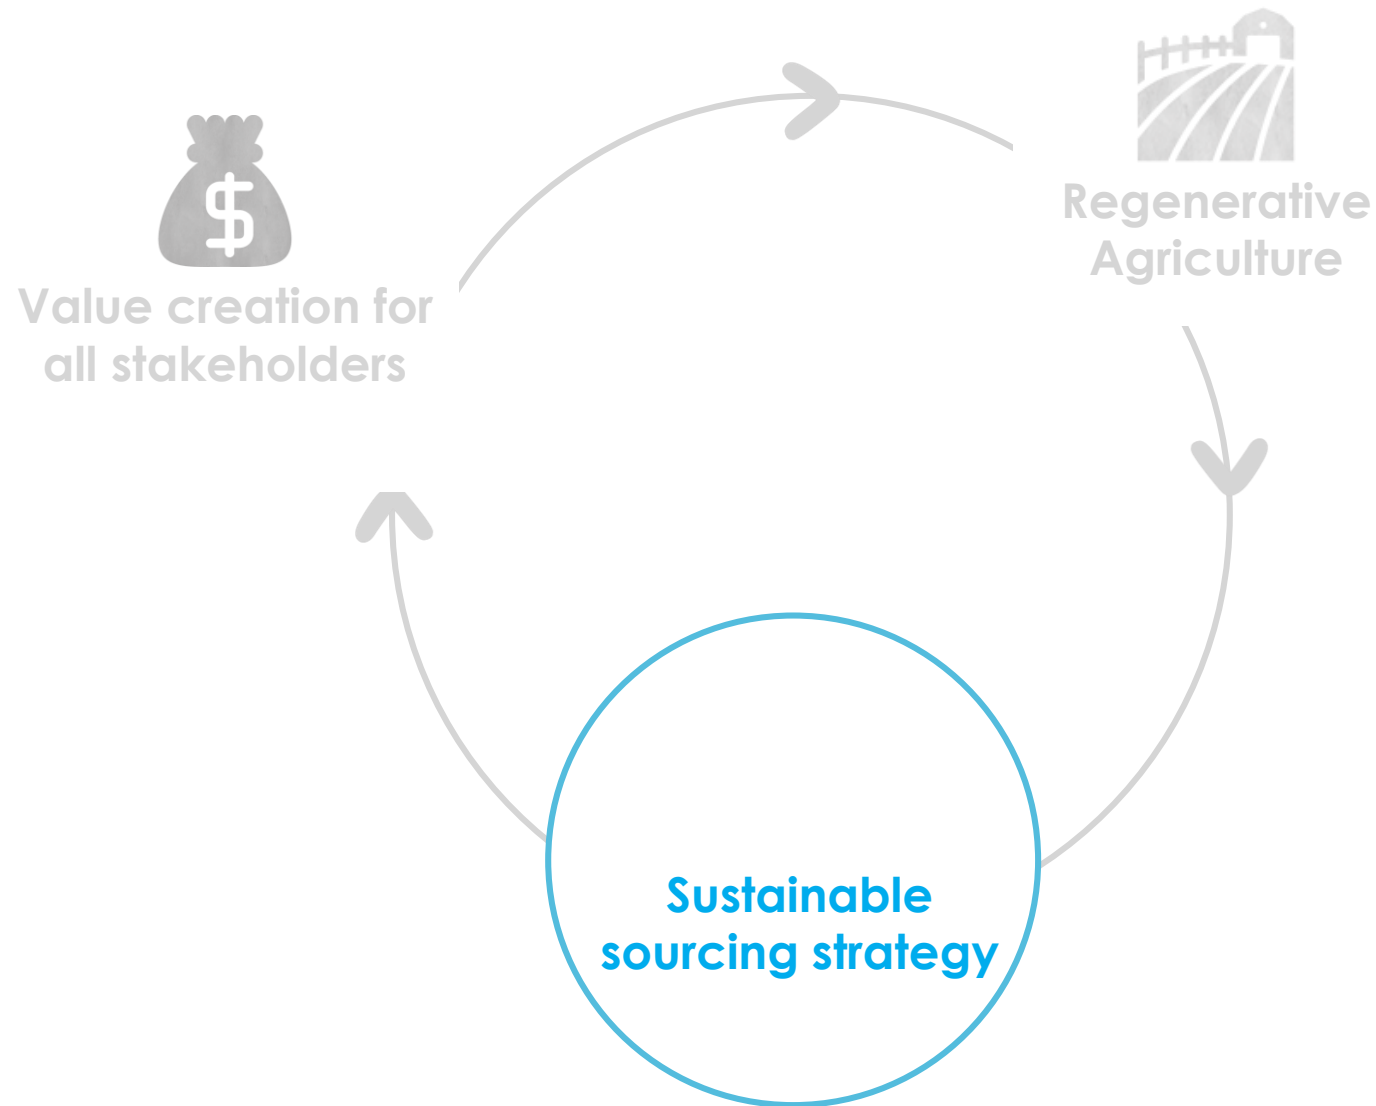 Regenerative
Agriculture
$
Value creation for
all stakeholders
Sustainable
sourcing strategy